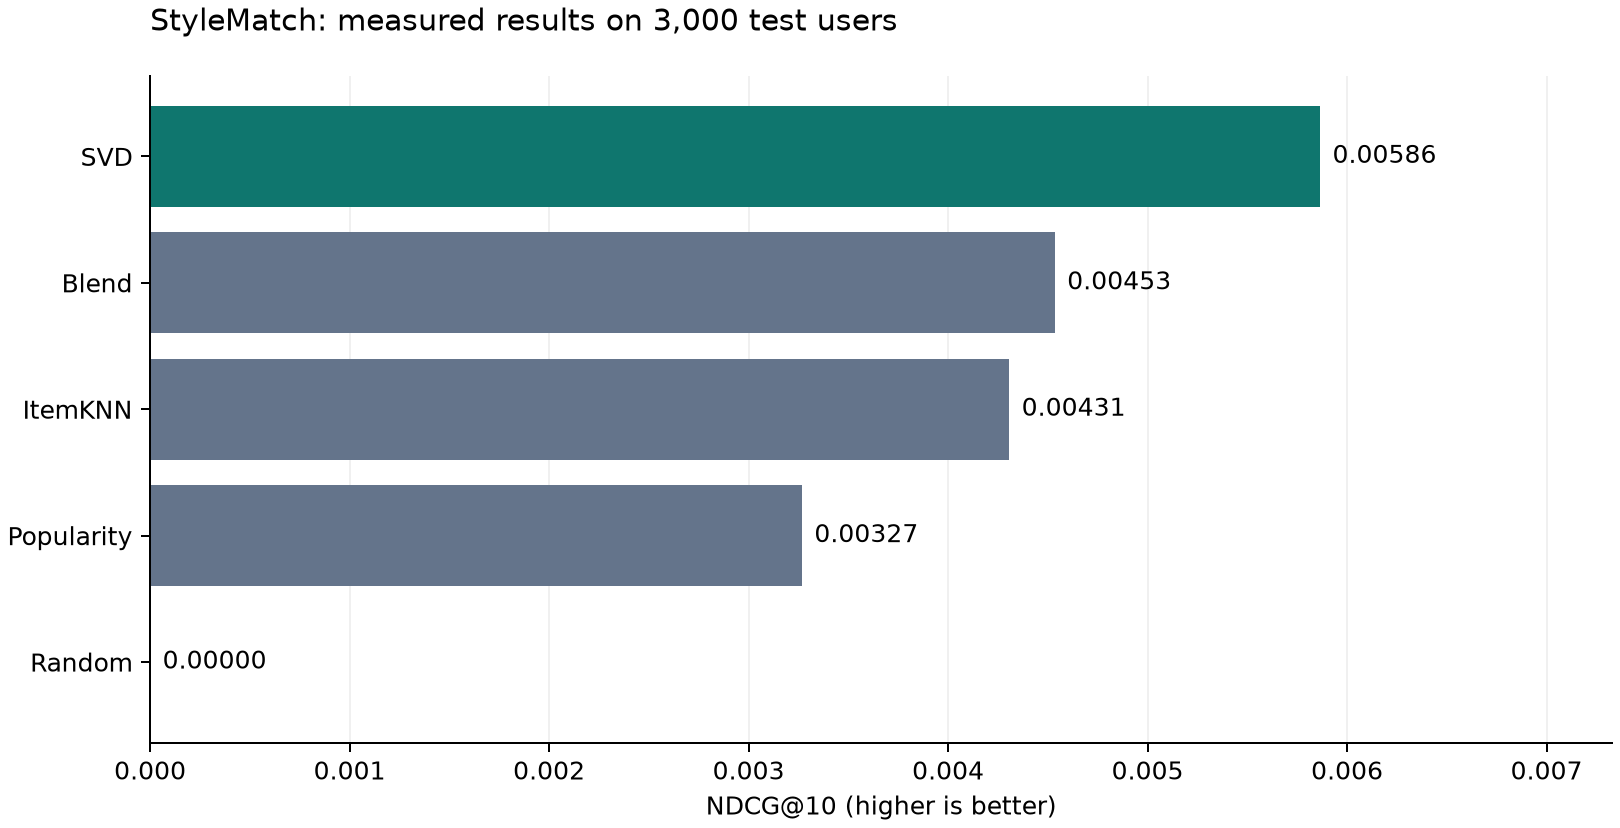 StyleMatch: measured results on 3,000 test users
SVD
0.00586
Blend
0.00453
ItemKNN
0.00431
Popularity
0.00327
Random
0.00000
0.000 0.001 0.002 0.003 0.004 0.005 0.006 0.007
NDCG@10 (higher is better)